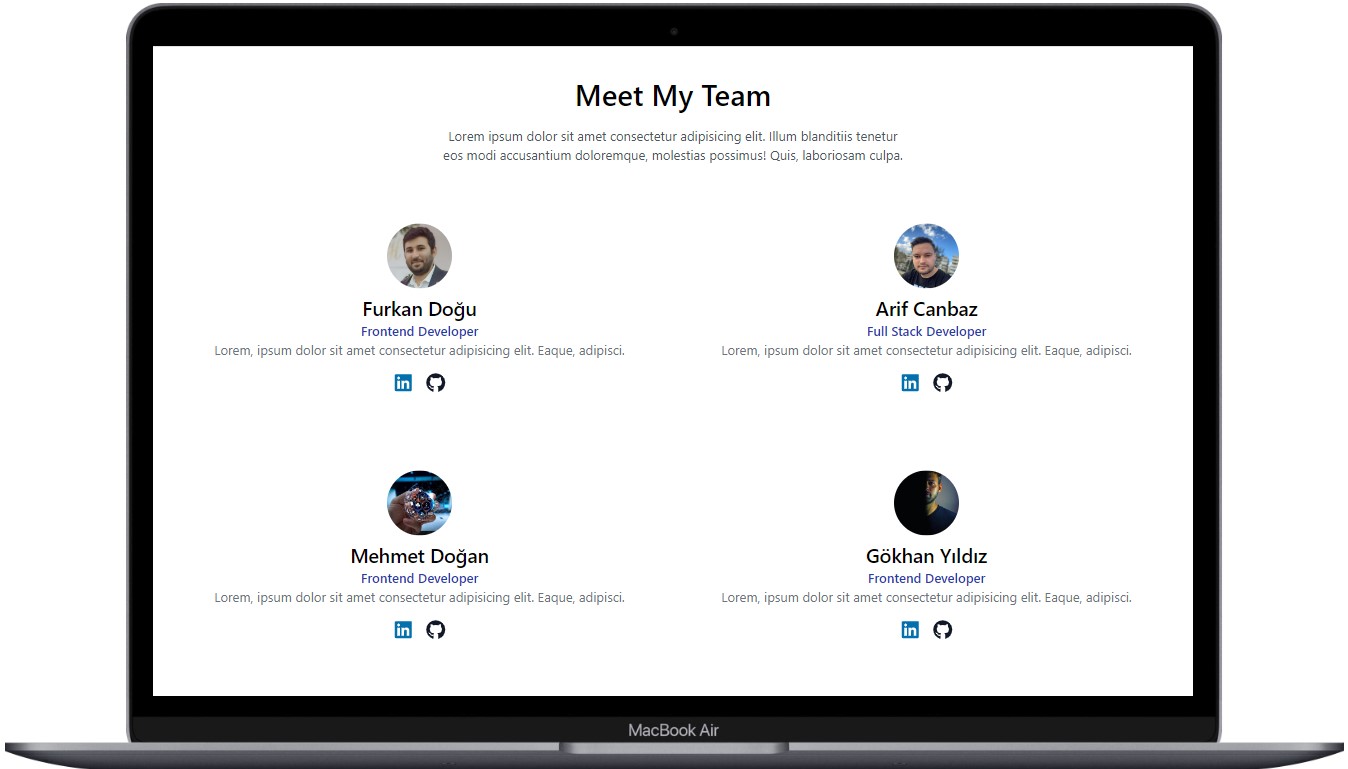 Meet My Team
Lorem ipsum dolor sit amet consectetur adipisicing elit. Illum blanditiis tenetur
eos modi accusantium doloremque, molestias possimus! Quis, laboriosam culpa.
Furkan Doğu
Frontend Developer
Lorem, ipsum dolor sit amet consectetur adipisicing elit. Eaque, adipisci.
in
Arif Canbaz
Full Stack Developer
Lorem, ipsum dolor sit amet consectetur adipisicing elit. Eaque, adipisci.
in
Mehmet Doğan
Frontend Developer
Lorem, ipsum dolor sit amet consectetur adipisicing elit. Eaque, adipisci.
in
Gökhan Yıldız
Frontend Developer
Lorem, ipsum dolor sit amet consectetur adipisicing elit. Eaque, adipisci.
in
MacBook Air